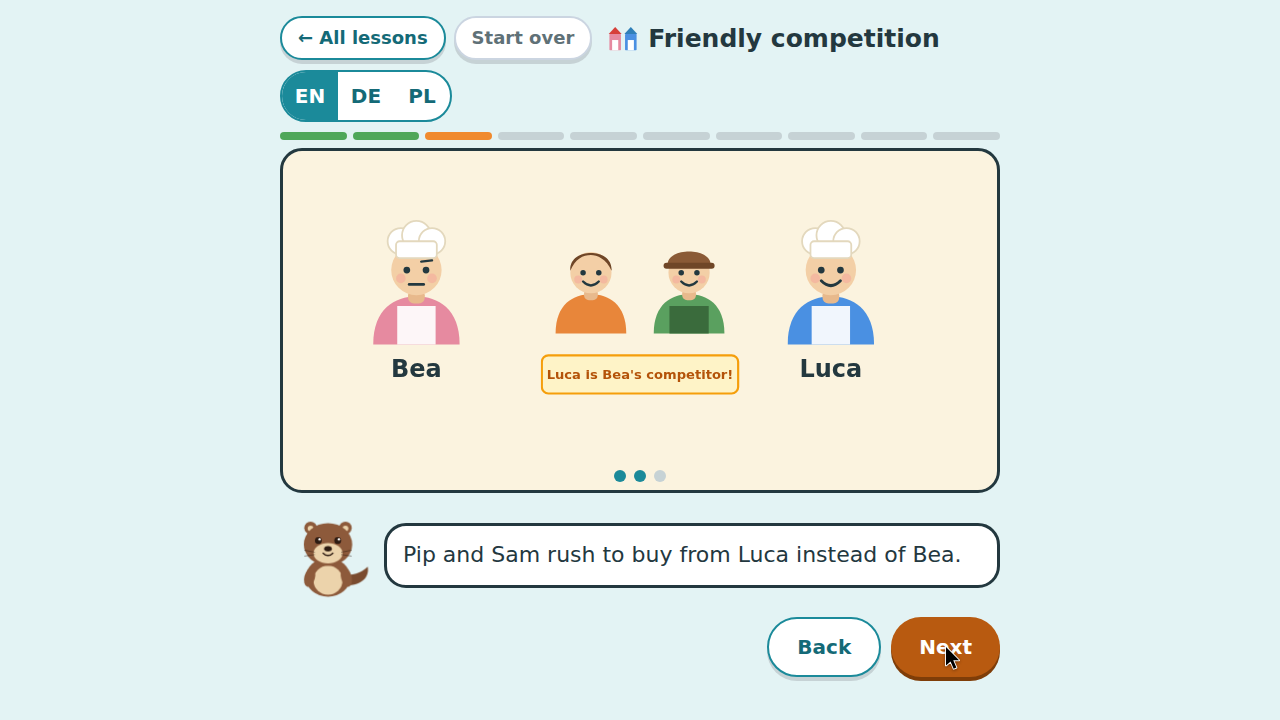 ← All lessons
Start over
Friendly competition
EN DE PL
Bea
Luca is Bea's competitor!
Luca
Pip and Sam rush to buy from Luca instead of Bea.
Back
Next